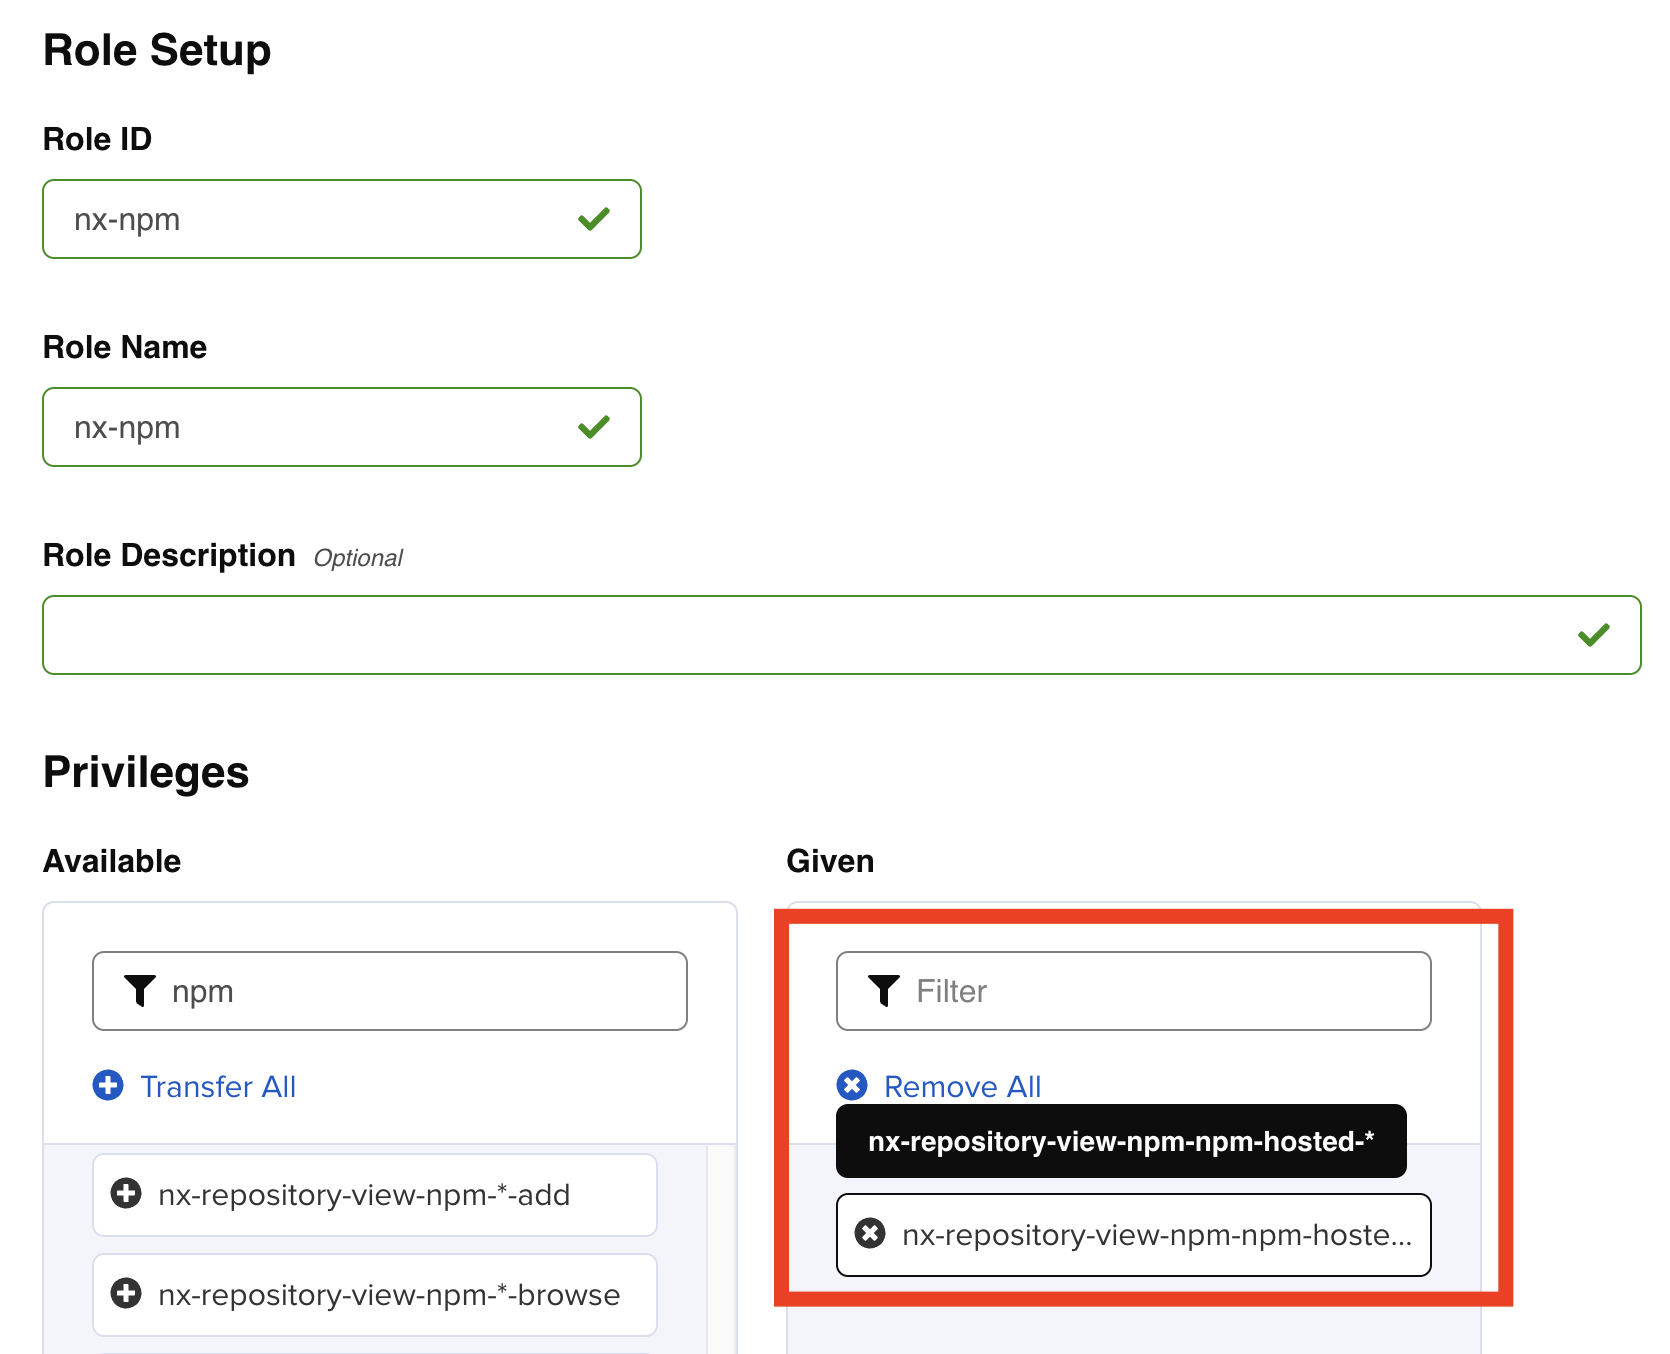 Role Setup
Role ID
nx-npm
Role Name
nx-npm
Role Description Optional
Privileges
Available
Given
npm
Filter
Transfer All
Remove All
nx-repository-view-npm-npm-hosted-*
nx-repository-view-npm-*-add
nx-repository-view-npm-npm-hoste...
nx-repository-view-npm-*-browse